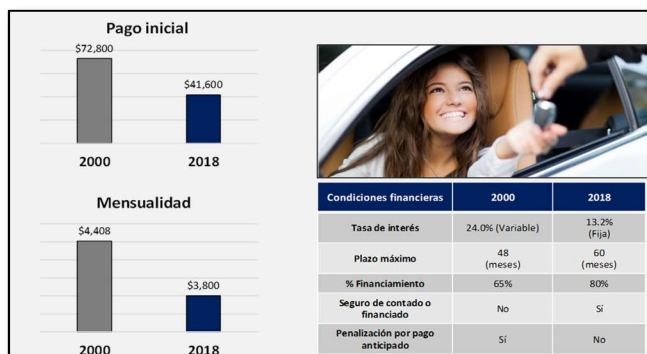 Pago inicial
$72,800
$41,600
2000 2018
Mensualidad
$4,408
$3,800
2000 2018
Condiciones financieras 2000 2018
Tasa de interés 24.0% (Variable) 13.2%
(Fija)
Plazo máximo 48
(meses) 60
(meses)
% Financiamiento 65% 80%
Seguro de contado o
financiado No Sí
Penalización por pago
anticipado Sí No